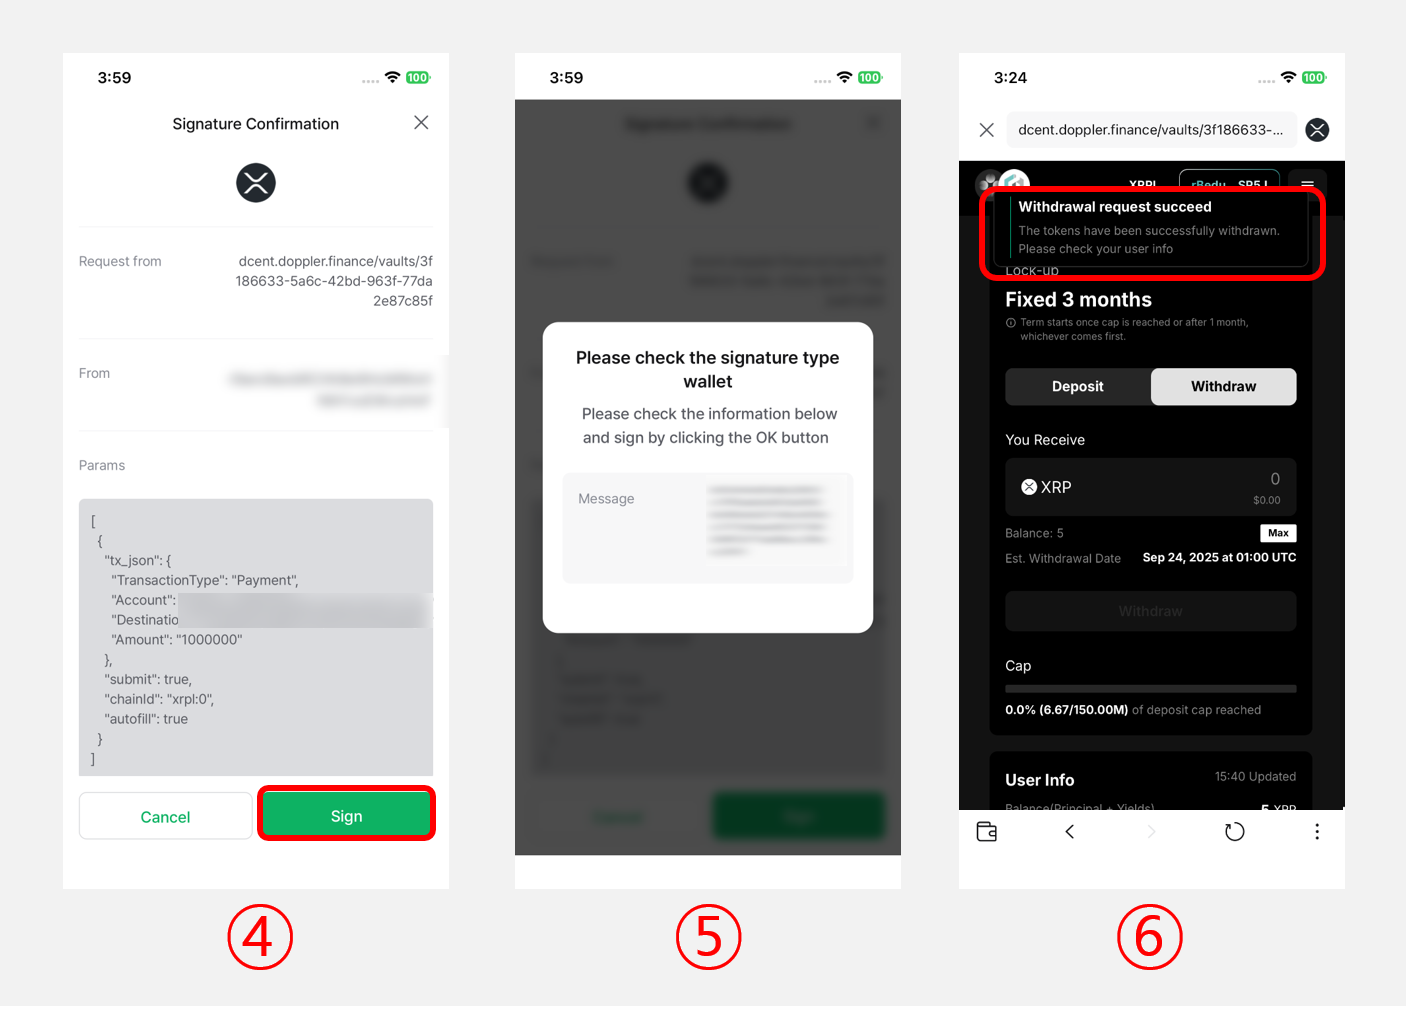 3:59
100
Signature Confirmation
Request from
dcent.doppler.finance/vaults/3f
186633-5a6c-42bd-963f-77da
2e87c85f
From
Params
[
{
"tx_json": {
"TransactionType": "Payment",
"Account":
"Destinatio
"Amount": "1000000"
},
"submit": true,
"chainId": "xrpl:0",
"autofill": true
}
]
Cancel
Sign
④
3:59
100
Please check the signature type
wallet
Please check the information below
and sign by clicking the OK button
Message
⑤
3:24
100
dcent.doppler.finance/vaults/3f186633-...
XRPL
Withdrawal request succeed
The tokens have been successfully withdrawn.
Please check your user info
Lock-up
Fixed 3 months
Term starts once cap is reached or after 1 month,
whichever comes first.
Deposit
Withdraw
You Receive
XRP
0
$0.00
Balance: 5
Max
Est. Withdrawal Date
Sep 24, 2025 at 01:00 UTC
Withdraw
Cap
0.0% (6.67/150.00M) of deposit cap reached
User Info
15:40 Updated
Balance(Principal + Yields)
5 XRP
⑥